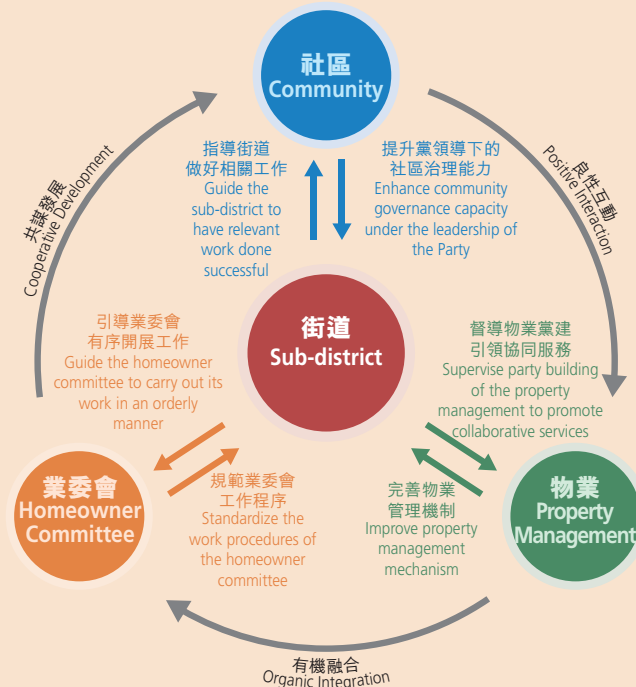 社區
Community
指導街道
做好相關工作
Guide the
sub-district to
have relevant
work done
successful
提升黨領導下的
社區治理能力
Enhance community
governance capacity
under the leadership of
the Party
共謀發展
Cooperative Development
良性互動
Positive Interaction
街道
Sub-district
引導業委會
有序開展工作
Guide the homeowner
committee to carry out its
work in an orderly
manner
督導物業黨建
引領協同服務
Supervise party building
of the property
management to promote
collaborative services
業委會
Homeowner
Committee
規範業委會
工作程序
Standardize the
work procedures of
the homeowner
committee
完善物業
管理機制
Improve property
management
mechanism
物業
Property
Management
有機融合
Organic Integration